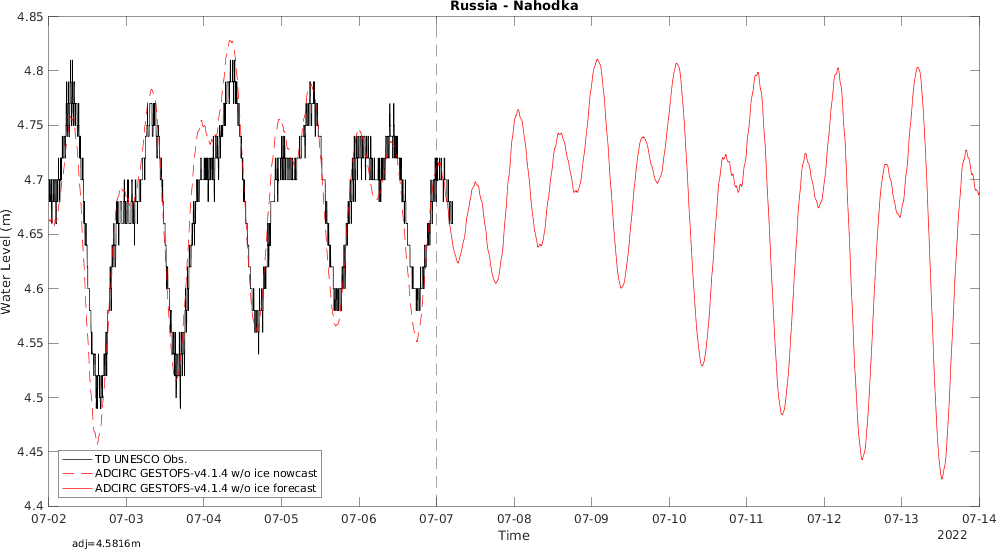 Russia - Nahodka
Water Level (m)
4.85
4.8
4.75
4.7
4.65
4.6
4.55
4.5
4.45
4.4
TD UNESCO Obs.
ADCIRC GESTOFS-v4.1.4 w/o ice nowcast
ADCIRC GESTOFS-v4.1.4 w/o ice forecast
07-02 07-03 07-04 07-05 07-06 07-07 07-08 07-09 07-10 07-11 07-12 07-13 07-14
Time
2022
adj=4.5816m